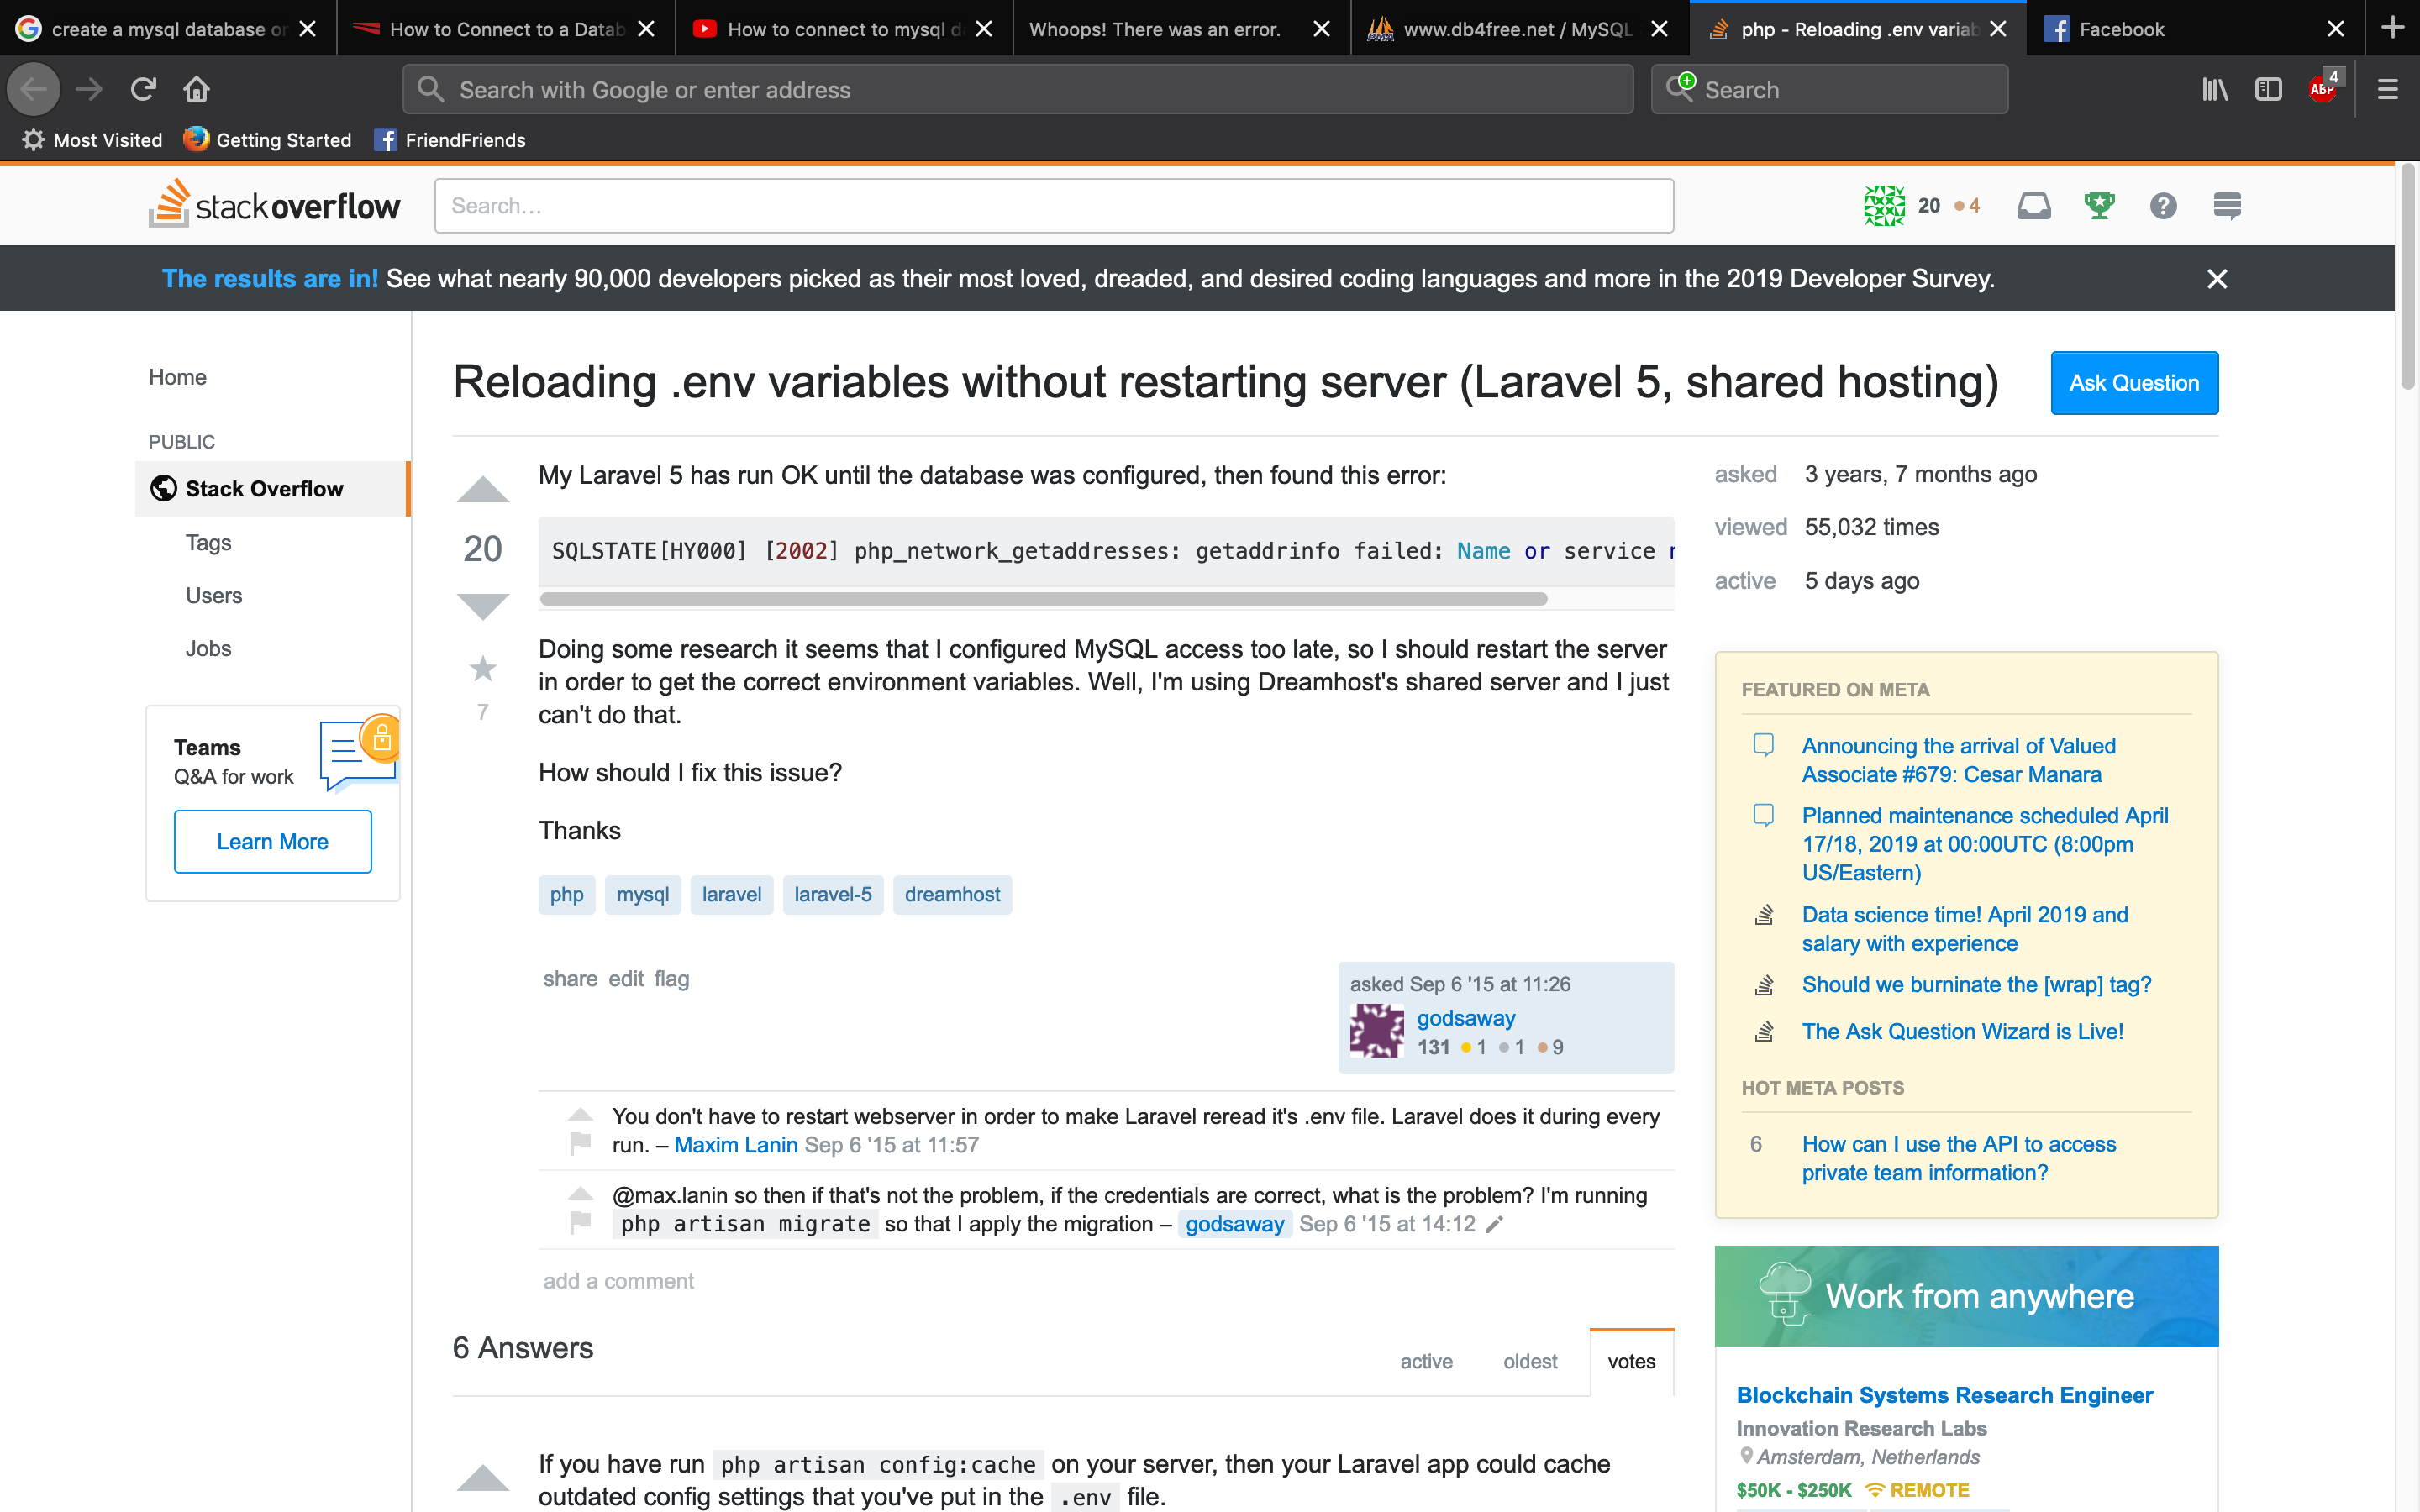 create a mysql database or
How to Connect to a Datab
How to connect to mysql d
Whoops! There was an error.
www.db4free.net / MySQL
php - Reloading .env variab
Facebook
Search with Google or enter address
Search
ABP
4
Most Visited
Getting Started
FriendFriends
stackoverflow
Search...
20
4
The results are in! See what nearly 90,000 developers picked as their most loved, dreaded, and desired coding languages and more in the 2019 Developer Survey.
Home
PUBLIC
Stack Overflow
Tags
Users
Jobs
Teams
Q&A for work
Learn More
Reloading .env variables without restarting server (Laravel 5, shared hosting)
Ask Question
20
7
My Laravel 5 has run OK until the database was configured, then found this error:
SQLSTATE[HY000] [2002] php_network_getaddresses: getaddrinfo failed: Name or service
Doing some research it seems that I configured MySQL access too late, so I should restart the server
in order to get the correct environment variables. Well, I'm using Dreamhost's shared server and I just
can't do that.
How should I fix this issue?
Thanks
php mysql laravel laravel-5 dreamhost
share edit flag
asked Sep 6 '15 at 11:26
godsaway
131 1 1 9
You don't have to restart webserver in order to make Laravel reread it's .env file. Laravel does it during every
run. – Maxim Lanin Sep 6 '15 at 11:57
@max.lanin so then if that's not the problem, if the credentials are correct, what is the problem? I'm running
php artisan migrate so that I apply the migration – godsaway Sep 6 '15 at 14:12
add a comment
6 Answers
active oldest votes
If you have run php artisan config:cache on your server, then your Laravel app could cache
outdated config settings that you've put in the .env file.
asked 3 years, 7 months ago
viewed 55,032 times
active 5 days ago
FEATURED ON META
Announcing the arrival of Valued
Associate #679: Cesar Manara
Planned maintenance scheduled April
17/18, 2019 at 00:00UTC (8:00pm
US/Eastern)
Data science time! April 2019 and
salary with experience
Should we burninate the [wrap] tag?
The Ask Question Wizard is Live!
HOT META POSTS
6 How can I use the API to access
private team information?
Work from anywhere
Blockchain Systems Research Engineer
Innovation Research Labs
Amsterdam, Netherlands
$50K - $250K REMOTE